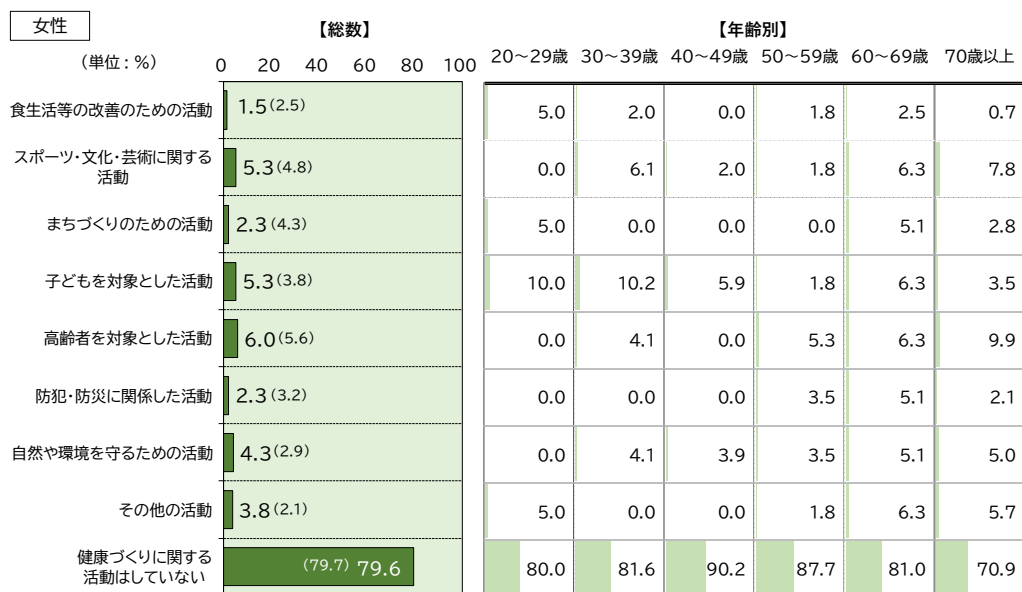 女性
【総数】 【年齢別】
（単位：％） 0 20 40 60 80 100 20～29歳 30～39歳 40～49歳 50～59歳 60～69歳 70歳以上
食生活等の改善のための活動 1.5(2.5) 5.0 2.0 0.0 1.8 2.5 0.7
スポーツ・文化・芸術に関する
活動 5.3(4.8) 0.0 6.1 2.0 1.8 6.3 7.8
まちづくりのための活動 2.3(4.3) 5.0 0.0 0.0 0.0 5.1 2.8
子どもを対象とした活動 5.3(3.8) 10.0 10.2 5.9 1.8 6.3 3.5
高齢者を対象とした活動 6.0(5.6) 0.0 4.1 0.0 5.3 6.3 9.9
防犯・防災に関係した活動 2.3(3.2) 0.0 0.0 0.0 3.5 5.1 2.1
自然や環境を守るための活動 4.3(2.9) 0.0 4.1 3.9 3.5 5.1 5.0
その他の活動 3.8(2.1) 5.0 0.0 0.0 1.8 6.3 5.7
健康づくりに関する
活動はしていない (79.7) 79.6 80.0 81.6 90.2 87.7 81.0 70.9